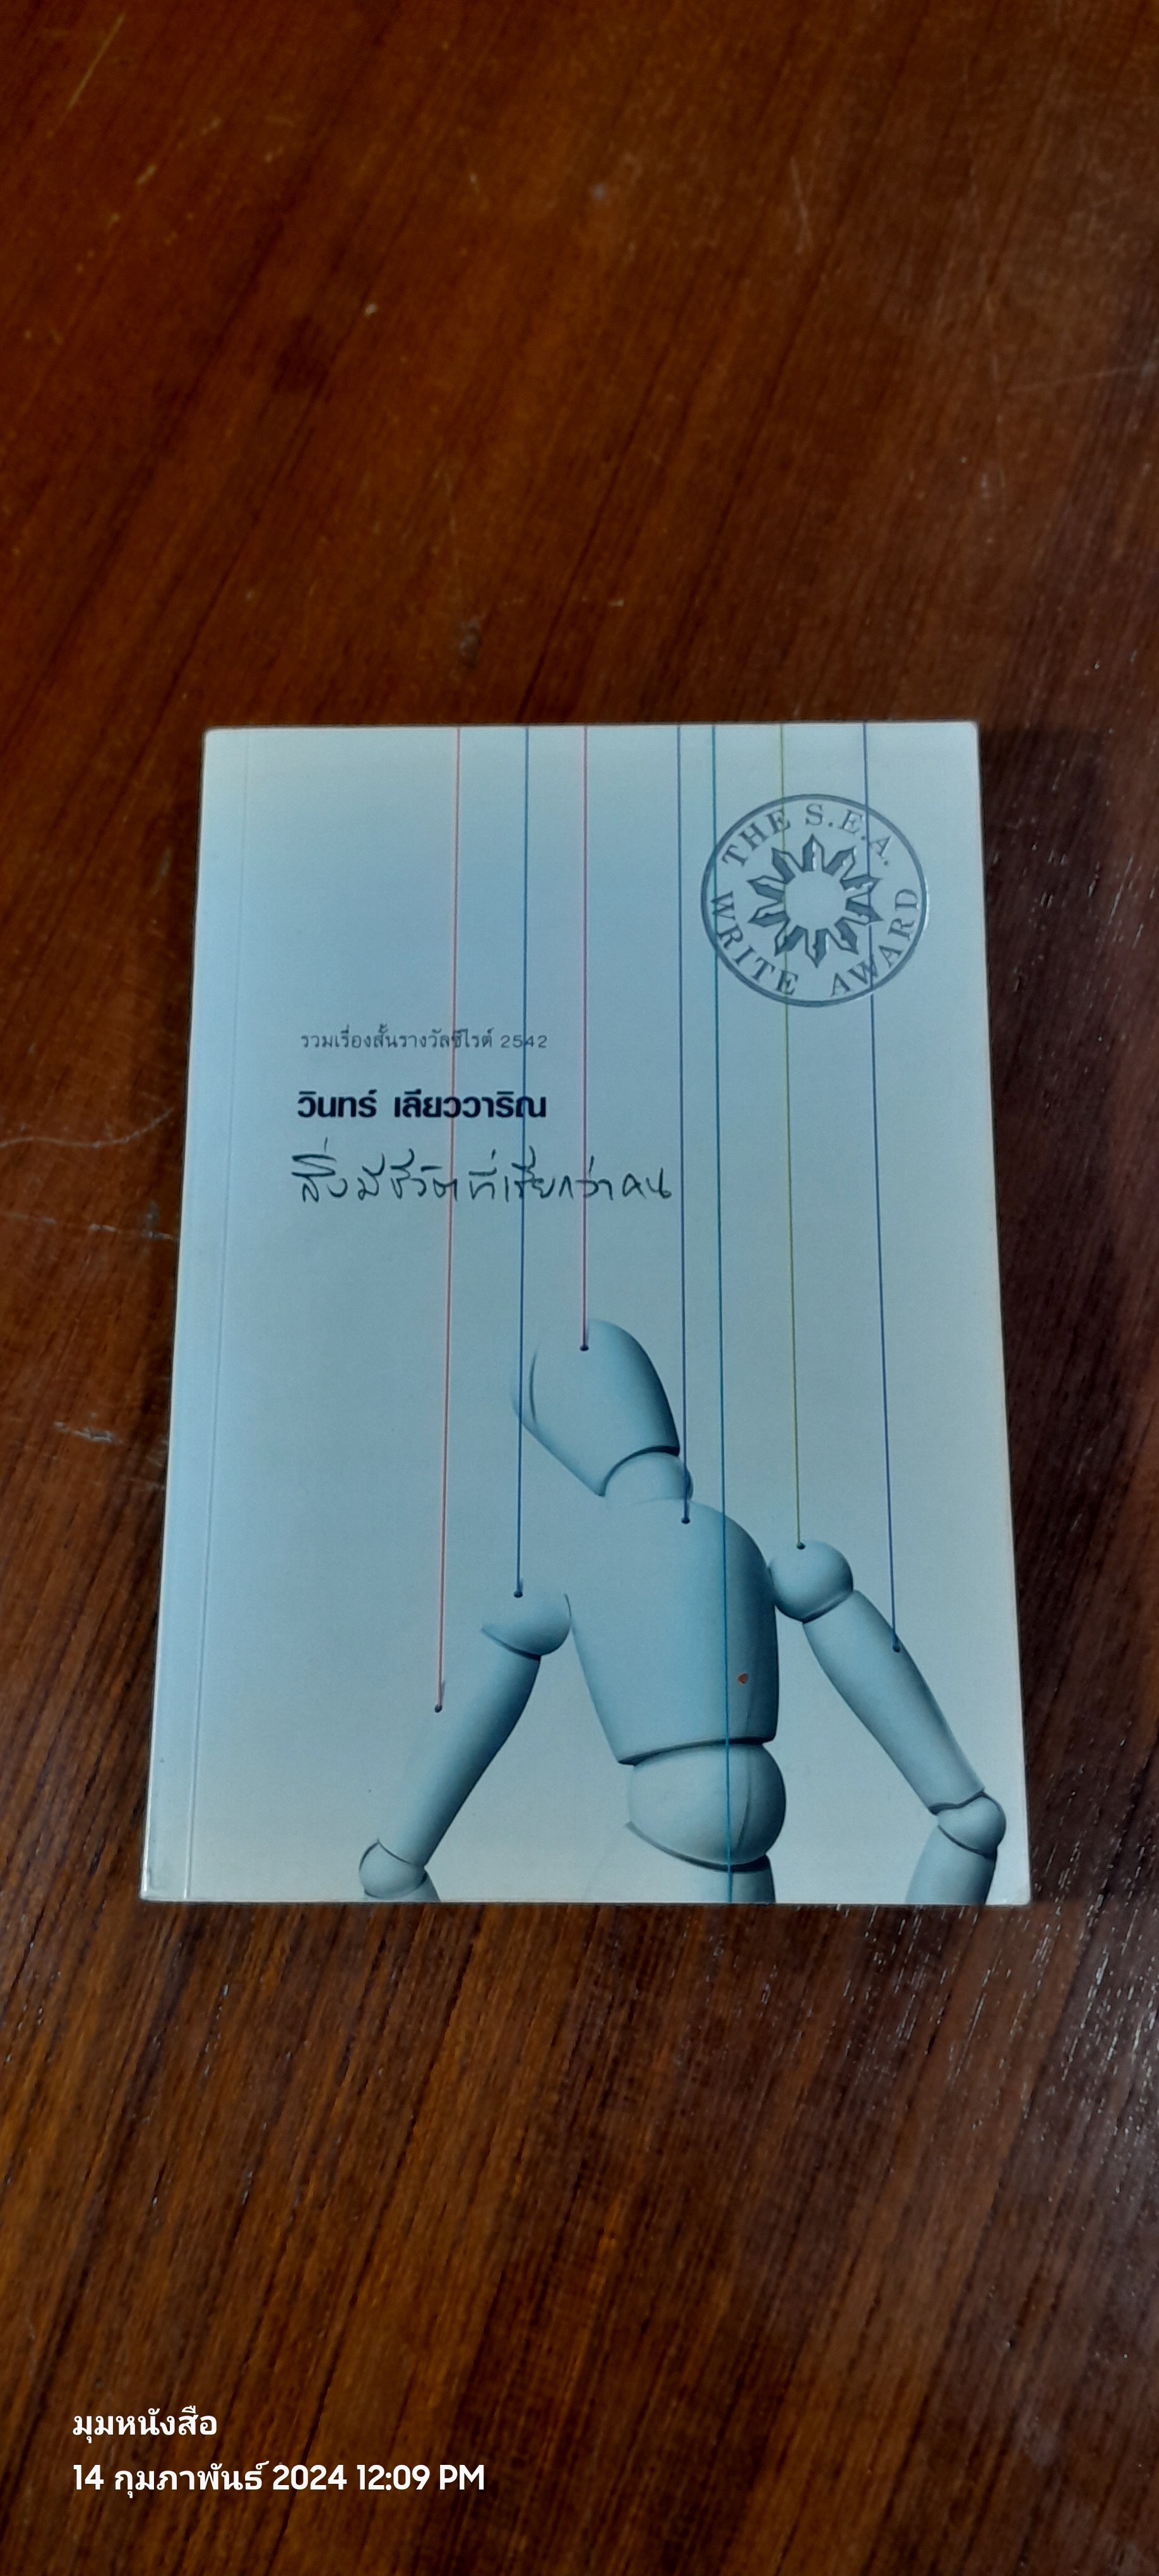 THE S.E.A. WRITE AWARD
รวมเรื่องสั้นรางวัลซีไรต์ 2542
วินทร์ เลียววาริณ
สิ่งมีชีวิตที่เรียกว่าคน
มุมหนังสือ
14 กุมภาพันธ์ 2024 12:09 PM